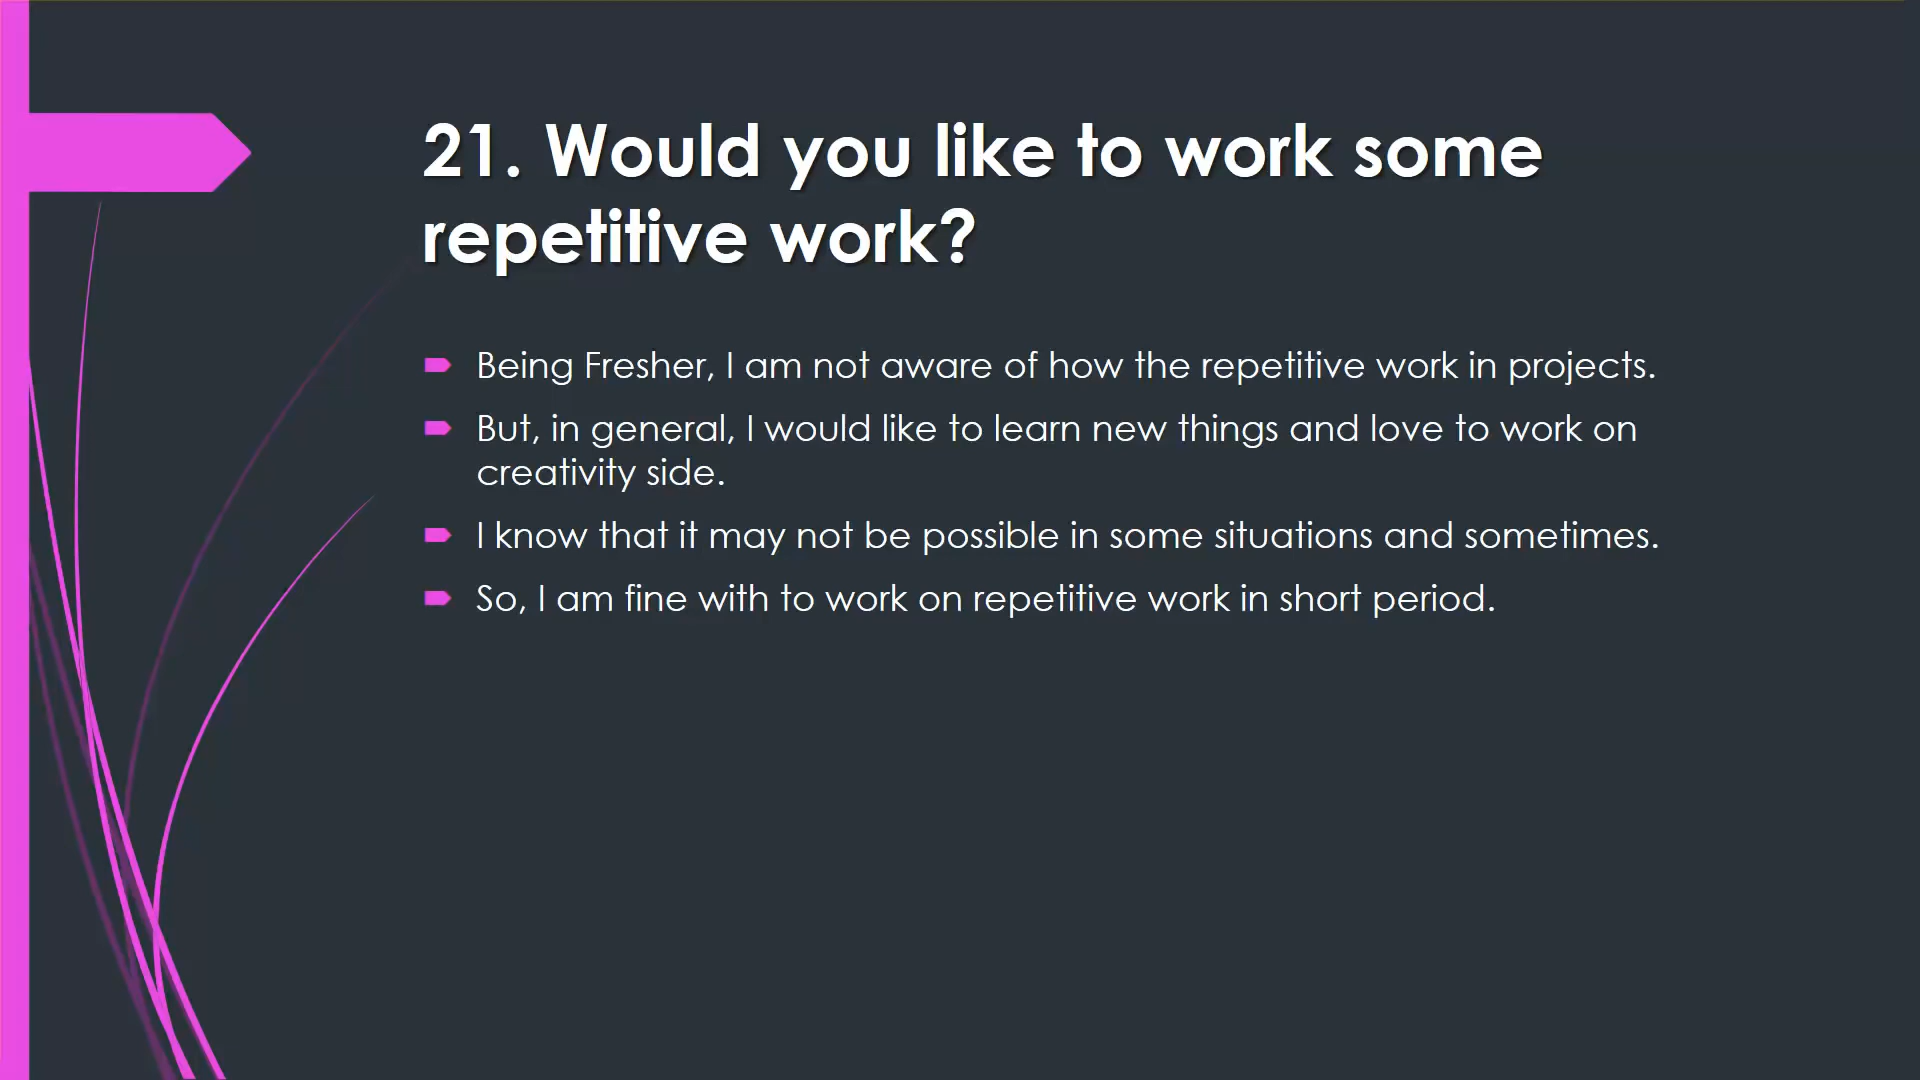 21. Would you like to work some
repetitive work?
Being Fresher, I am not aware of how the repetitive work in projects.
But, in general, I would like to learn new things and love to work on
creativity side.
I know that it may not be possible in some situations and sometimes.
So, I am fine with to work on repetitive work in short period.